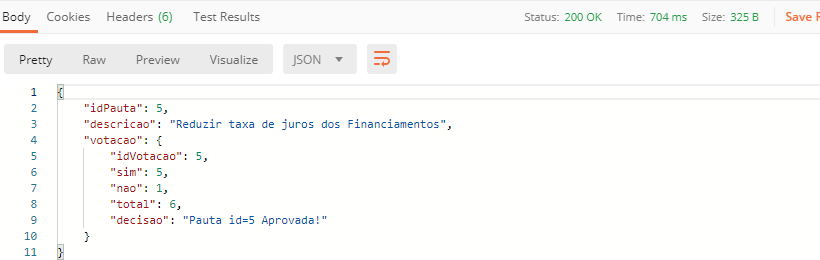 Body Cookies Headers (6) Test Results Status: 200 OK Time: 704 ms Size: 325 B Save
Pretty Raw Preview Visualize JSON
1 {
2 "idPauta": 5,
3 "descricao": "Reduzir taxa de juros dos Financiamentos",
4 "votacao": {
5 "idVotacao": 5,
6 "sim": 5,
7 "nao": 1,
8 "total": 6,
9 "decisao": "Pauta id=5 Aprovada!"
10 }
11 }